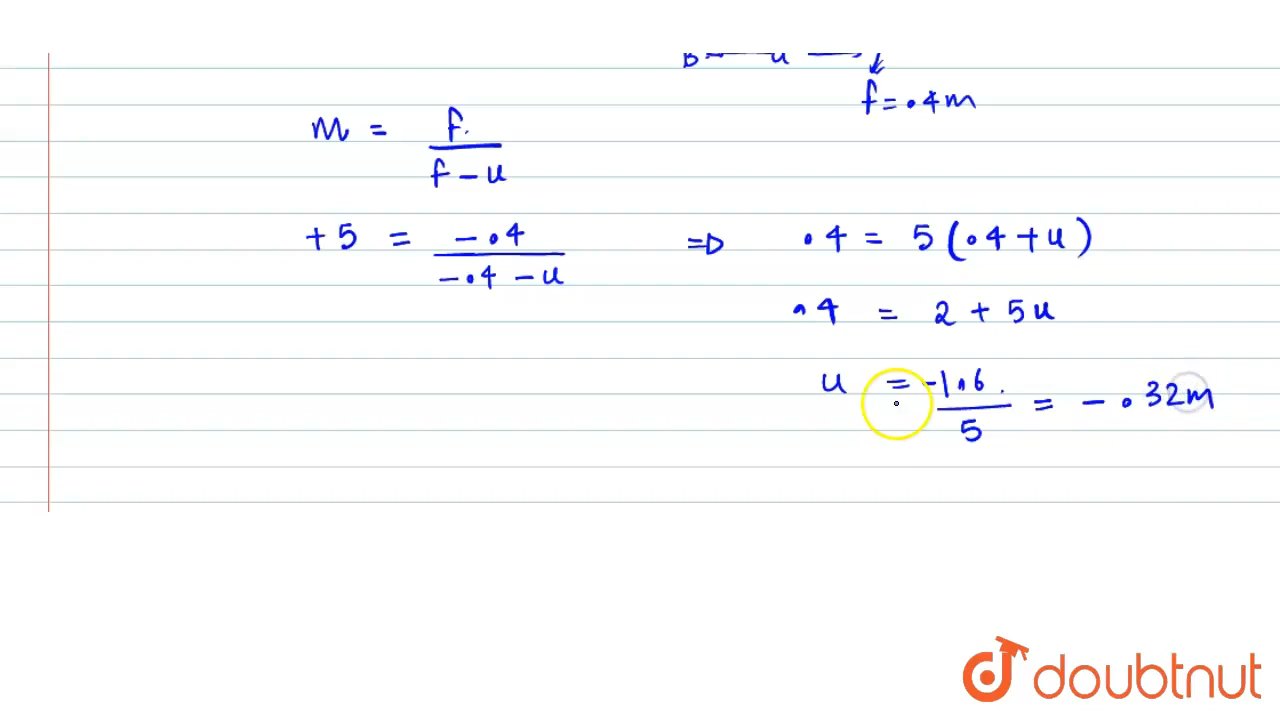 u
f = .4m
m = f / f - u
+5 = -.4 / -.4 - u => .4 = 5(.4 + u)
.4 = 2 + 5u
u = -1.6 / 5 = -.32m
doubtnut